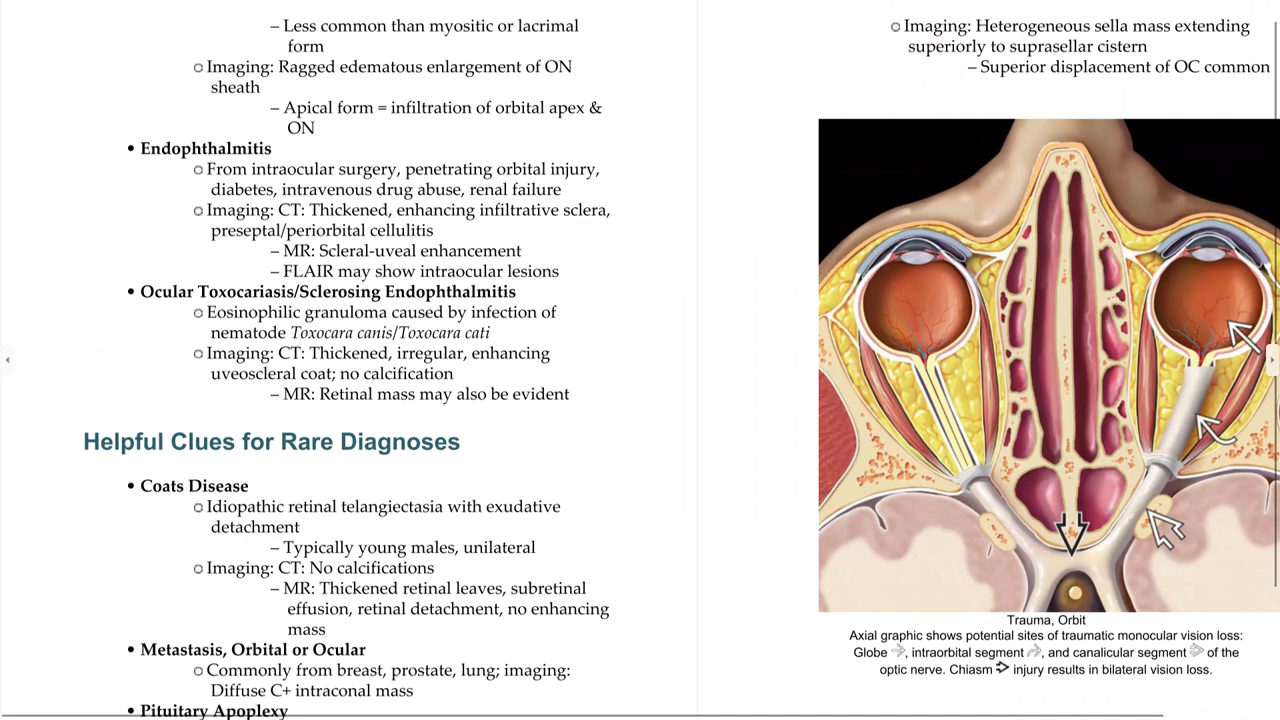 – Less common than myositic or lacrimal
form
○ Imaging: Ragged edematous enlargement of ON
sheath
– Apical form = infiltration of orbital apex &
ON
• Endophthalmitis
○ From intraocular surgery, penetrating orbital injury,
diabetes, intravenous drug abuse, renal failure
○ Imaging: CT: Thickened, enhancing infiltrative sclera,
preseptal/periorbital cellulitis
– MR: Scleral-uveal enhancement
– FLAIR may show intraocular lesions
• Ocular Toxocariasis/Sclerosing Endophthalmitis
○ Eosinophilic granuloma caused by infection of
nematode Toxocara canis/Toxocara cati
○ Imaging: CT: Thickened, irregular, enhancing
uveoscleral coat; no calcification
– MR: Retinal mass may also be evident
Helpful Clues for Rare Diagnoses
• Coats Disease
○ Idiopathic retinal telangiectasia with exudative
detachment
– Typically young males, unilateral
○ Imaging: CT: No calcifications
– MR: Thickened retinal leaves, subretinal
effusion, retinal detachment, no enhancing
mass
• Metastasis, Orbital or Ocular
○ Commonly from breast, prostate, lung; imaging:
Diffuse C+ intraconal mass
• Pituitary Apoplexy
○ Imaging: Heterogeneous sella mass extending
superiorly to suprasellar cistern
– Superior displacement of OC common
Trauma, Orbit
Axial graphic shows potential sites of traumatic monocular vision loss:
Globe , intraorbital segment , and canalicular segment of the
optic nerve. Chiasm injury results in bilateral vision loss.